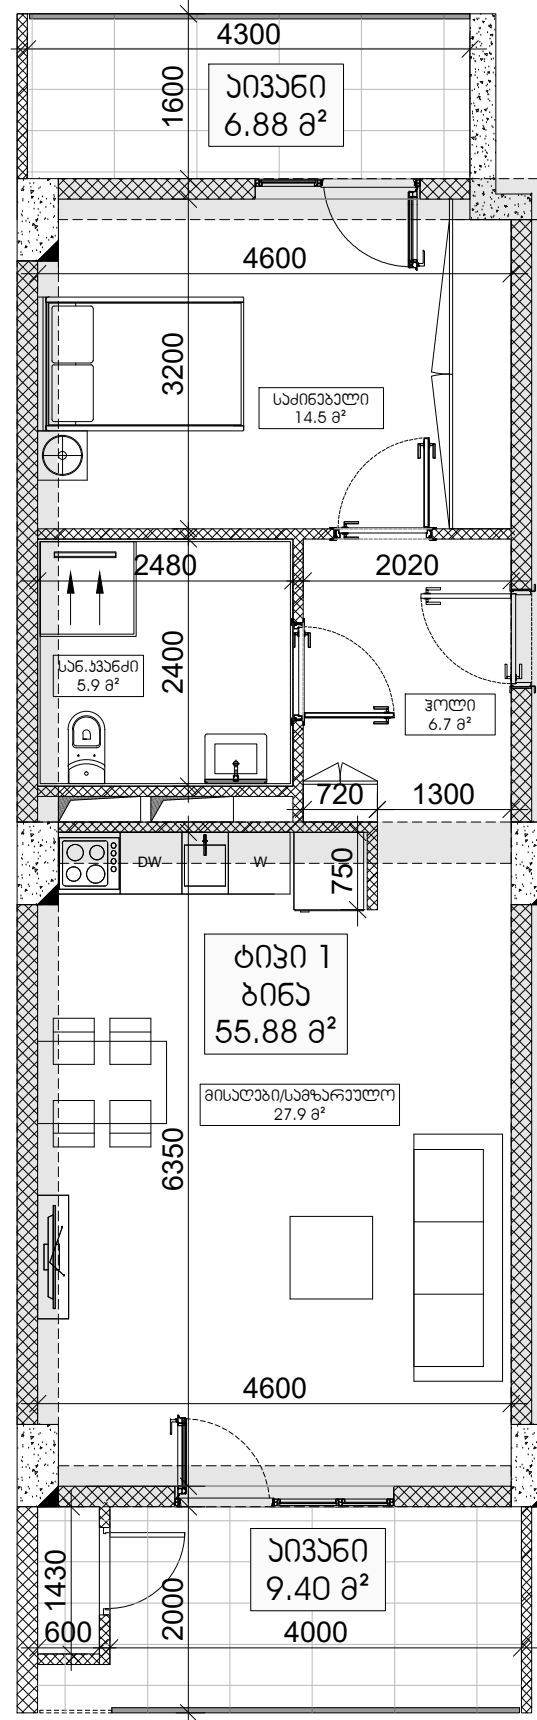 4300
1600
აივანი
6.88 მ²
4600
3200
საძინებელი
14.5 მ²
2480
2020
2400
სან.კვანძი
5.9 მ²
ჰოლი
6.7 მ²
720
1300
DW
W
750
ტიპი 1
ბინა
55.88 მ²
მისაღები/სამზარეულო
27.9 მ²
6350
4600
აივანი
9.40 მ²
1430
2000
600
4000